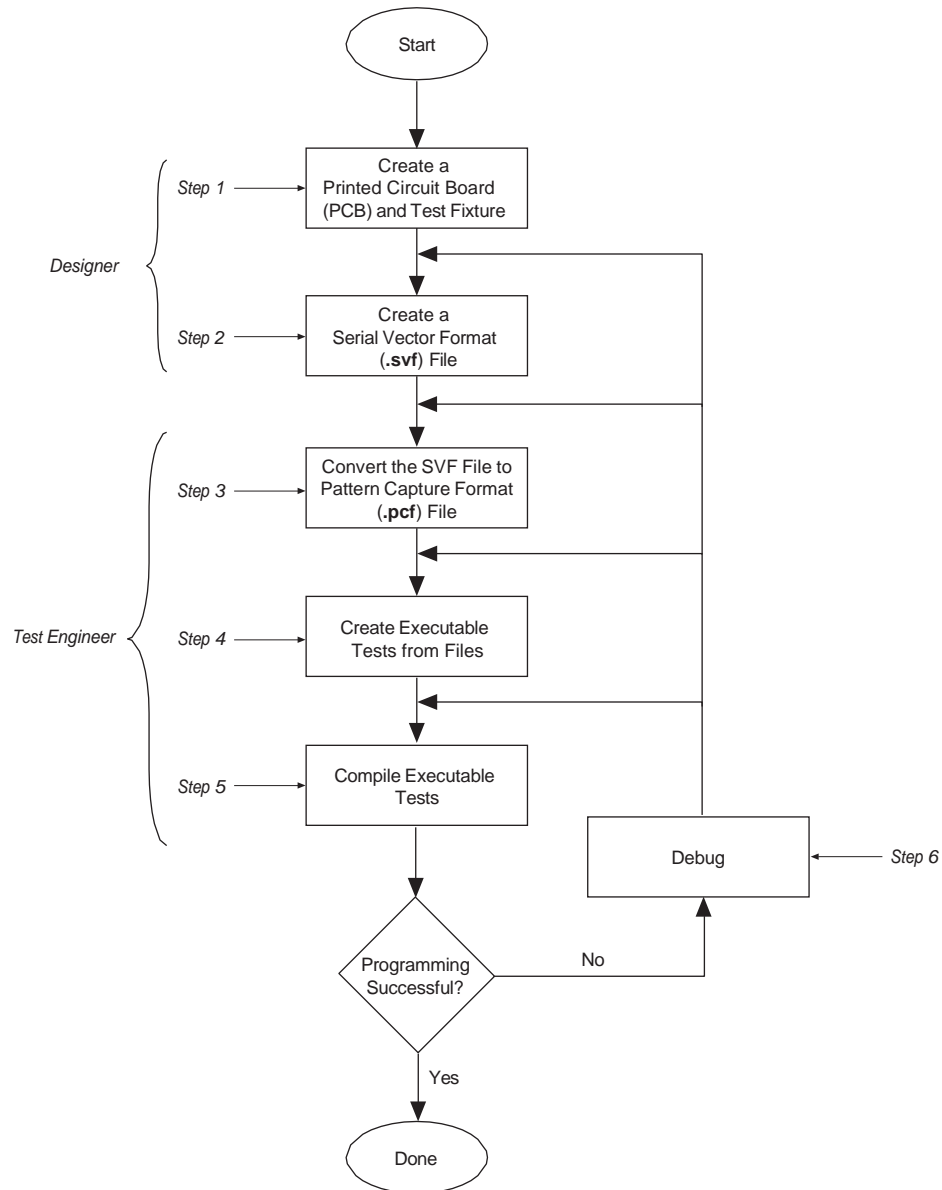 Start
Step 1
Create a
Printed Circuit Board
(PCB) and Test Fixture
Designer
Step 2
Create a
Serial Vector Format
(.svf) File
Step 3
Convert the SVF File to
Pattern Capture Format
(.pcf) File
Test Engineer
Step 4
Create Executable
Tests from Files
Step 5
Compile Executable
Tests
Debug
Step 6
Programming
Successful?
No
Yes
Done